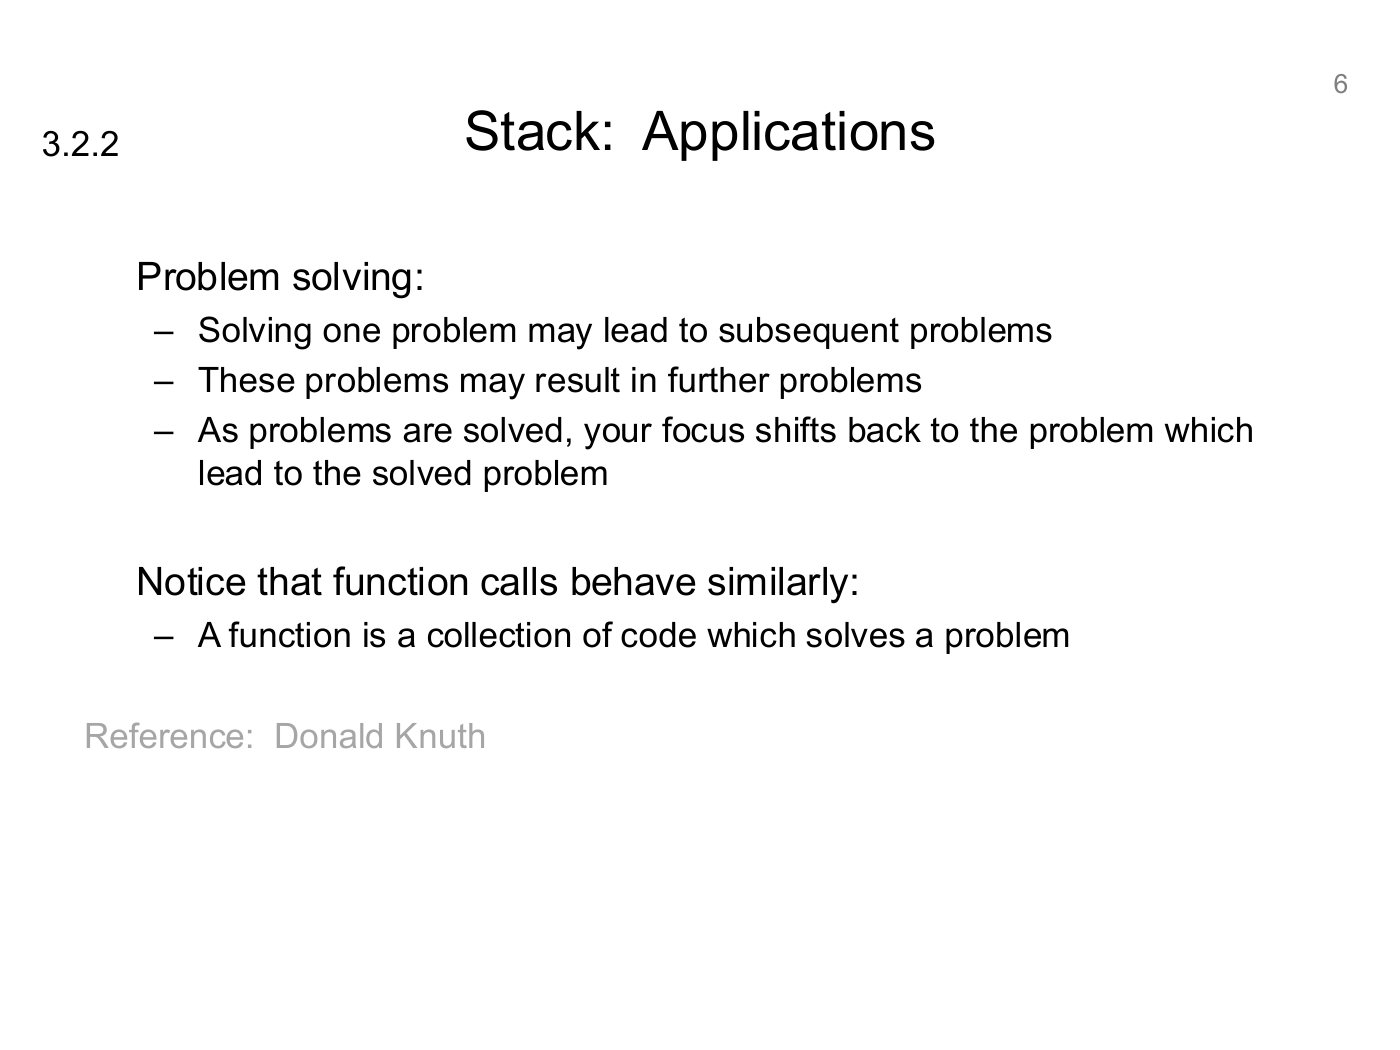 6
3.2.2
Stack:  Applications
Problem solving:
– Solving one problem may lead to subsequent problems
– These problems may result in further problems
– As problems are solved, your focus shifts back to the problem which
lead to the solved problem
Notice that function calls behave similarly:
– A function is a collection of code which solves a problem
Reference:  Donald Knuth